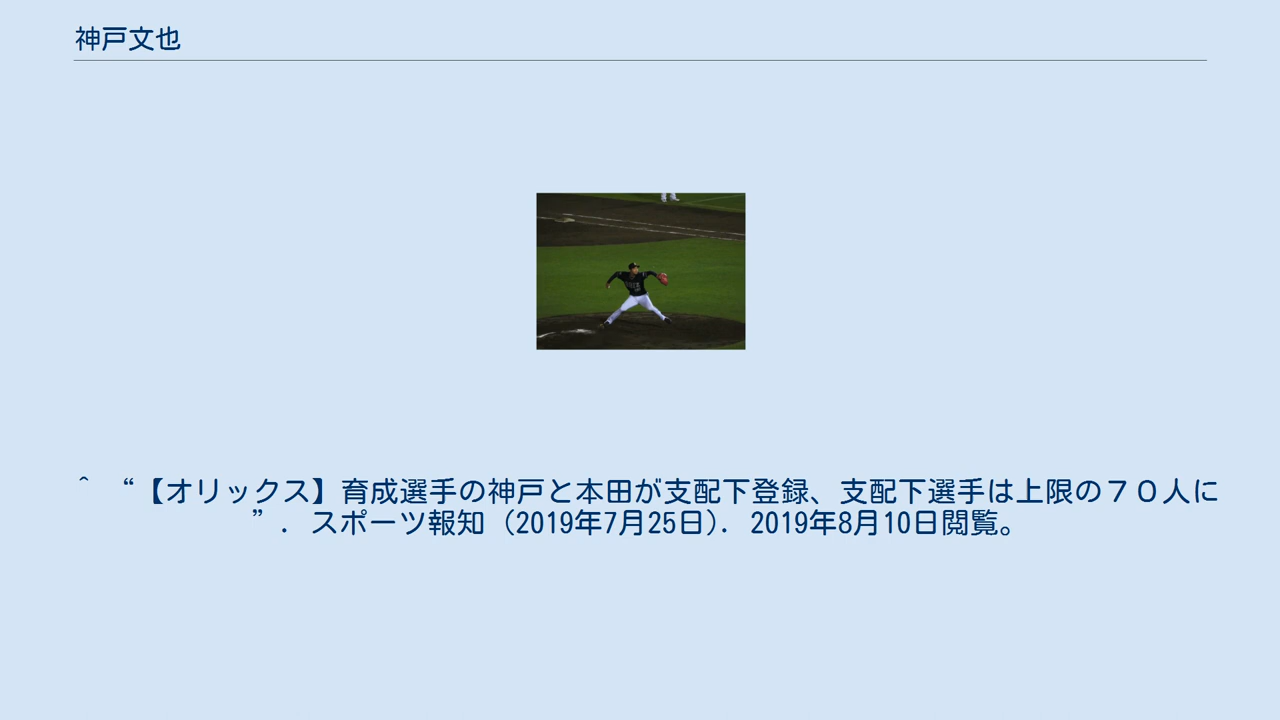 神戸文也
^ “【オリックス】育成選手の神戸と本田が支配下登録、支配下選手は上限の７０人に
”. スポーツ報知 (2019年7月25日). 2019年8月10日閲覧。